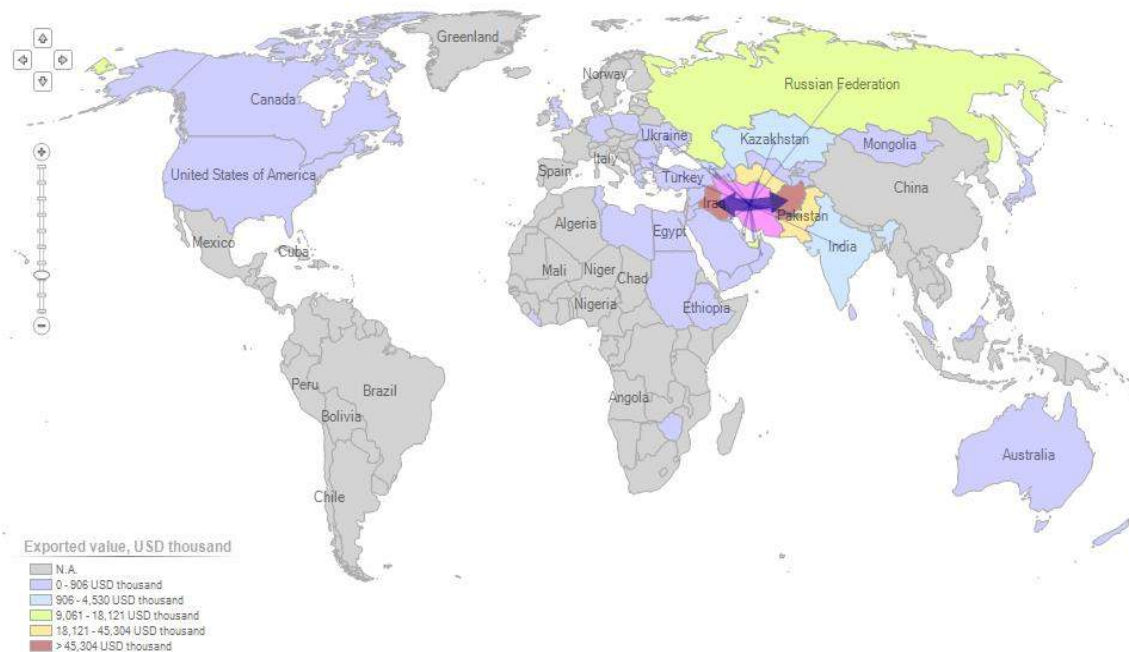 Greenland
Norway
Russian Federation
Canada
Ukraine
Kazakhstan
Mongolia
Italy
Spain
Turkey
United States of America
China
Iran
Algeria
Egypt
Pakistan
Mexico
Cuba
India
Mali
Niger
Chad
Nigeria
Ethiopia
Peru
Brazil
Angola
Bolivia
Australia
Chile
Exported value, USD thousand
N.A.
0 - 906 USD thousand
906 - 4,530 USD thousand
9,061 - 18,121 USD thousand
18,121 - 45,304 USD thousand
> 45,304 USD thousand